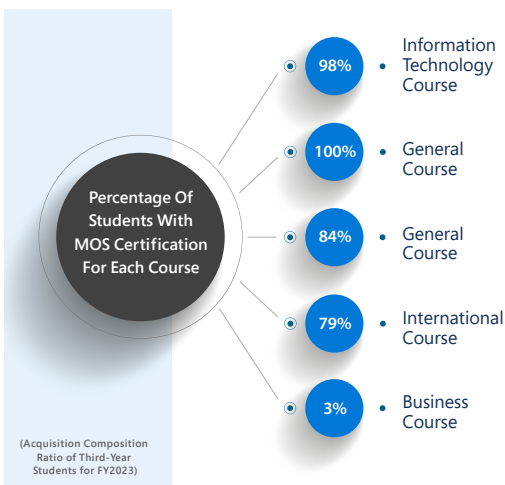 Percentage Of
Students With
MOS Certification
For Each Course
98%
Information
Technology
Course
100%
General
Course
84%
General
Course
79%
International
Course
3%
Business
Course
(Acquisition Composition
Ratio of Third-Year
Students for FY2023)